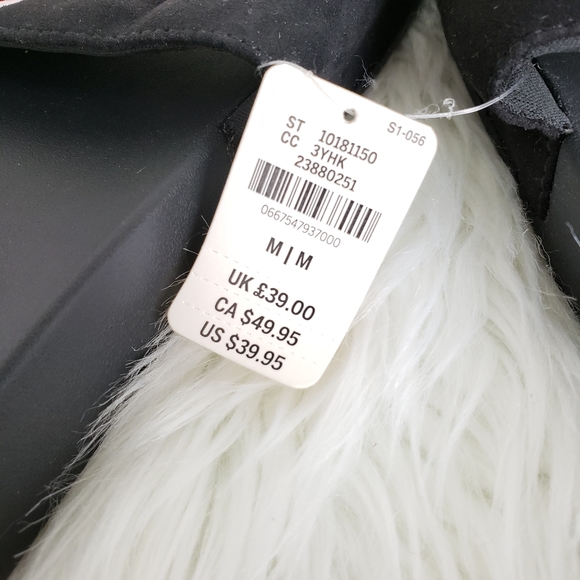 S1-056
ST 10181150
CC 3YHK
23880251
0667547937000
M|M
UK £39.00
CA $49.95
US $39.95